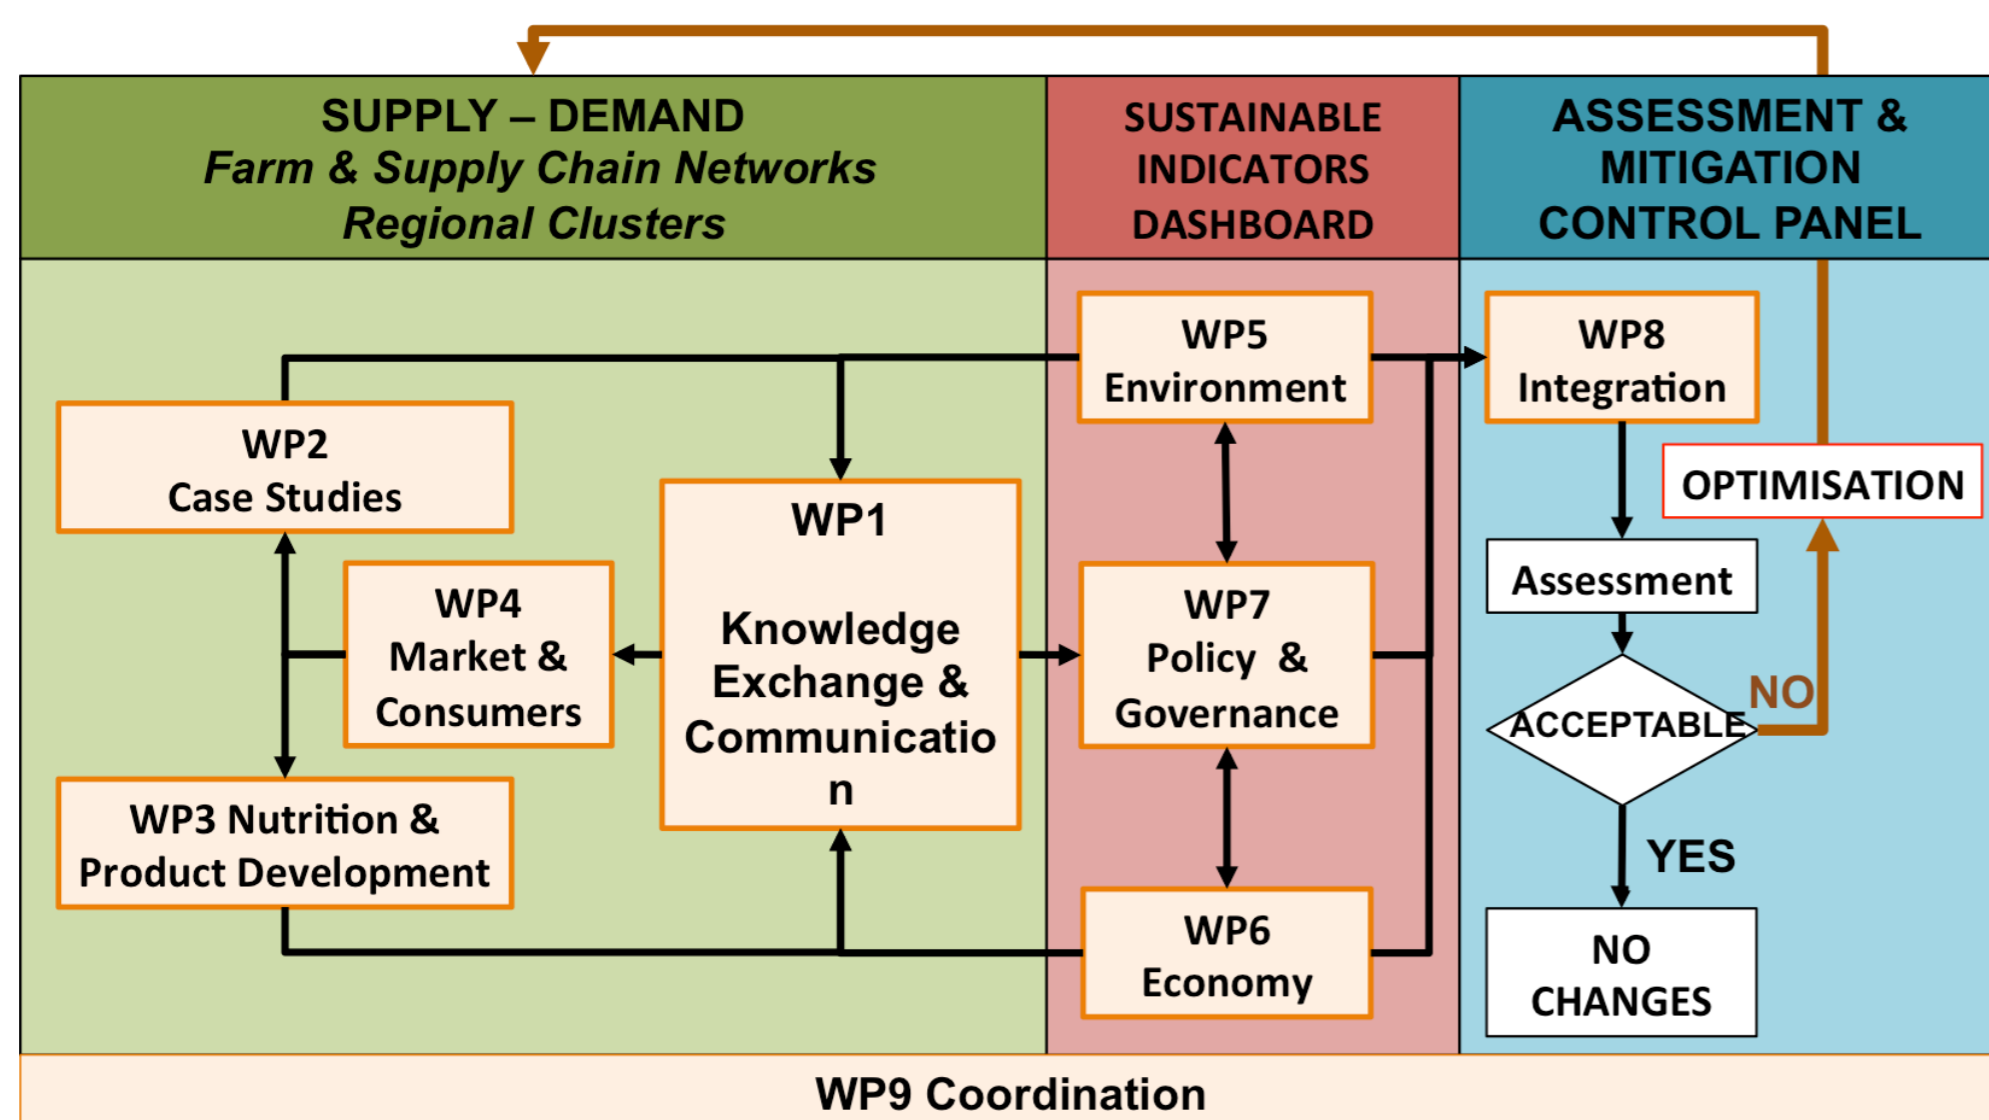 SUPPLY – DEMAND
Farm & Supply Chain Networks
Regional Clusters
SUSTAINABLE
INDICATORS
DASHBOARD
ASSESSMENT &
MITIGATION
CONTROL PANEL
WP2
Case Studies
WP4
Market &
Consumers
WP3 Nutrition &
Product Development
WP1
Knowledge
Exchange &
Communicatio
n
WP5
Environment
WP7
Policy &
Governance
WP6
Economy
WP8
Integration
OPTIMISATION
Assessment
ACCEPTABLE
NO
YES
NO
CHANGES
WP9 Coordination